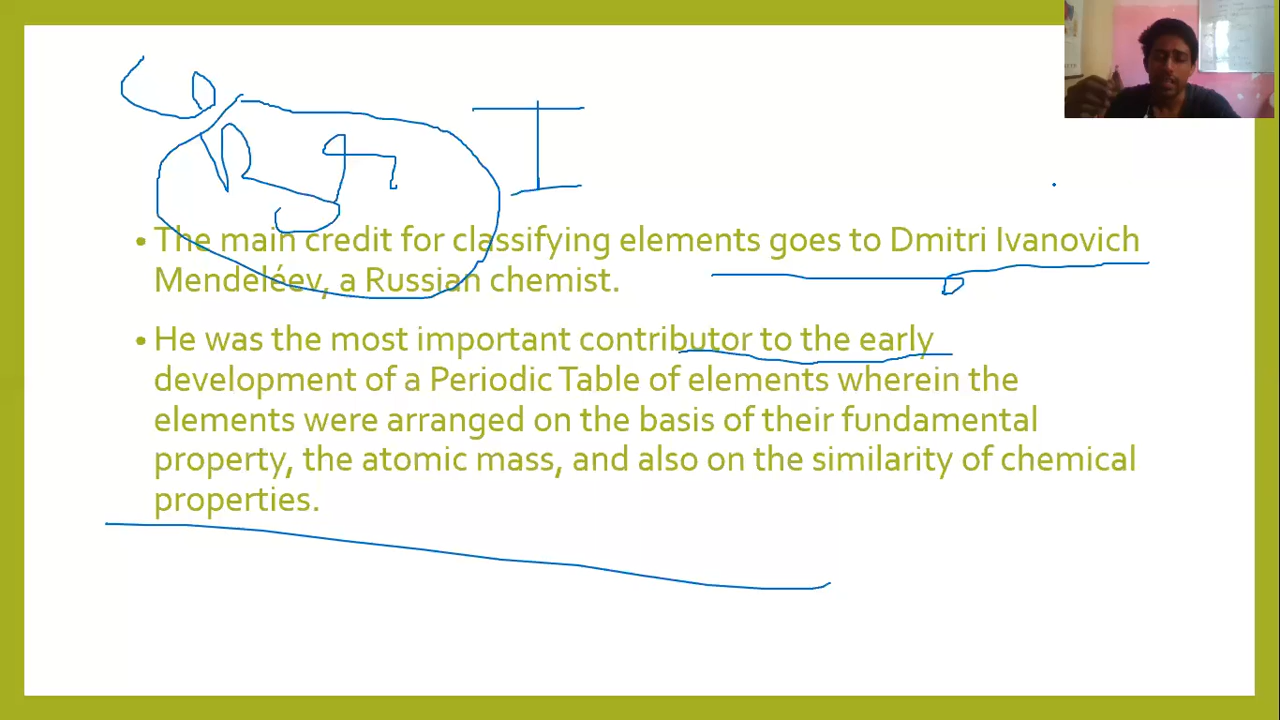 • The main credit for classifying elements goes to Dmitri Ivanovich
Mendeléev, a Russian chemist.
• He was the most important contributor to the early
development of a Periodic Table of elements wherein the
elements were arranged on the basis of their fundamental
property, the atomic mass, and also on the similarity of chemical
properties.